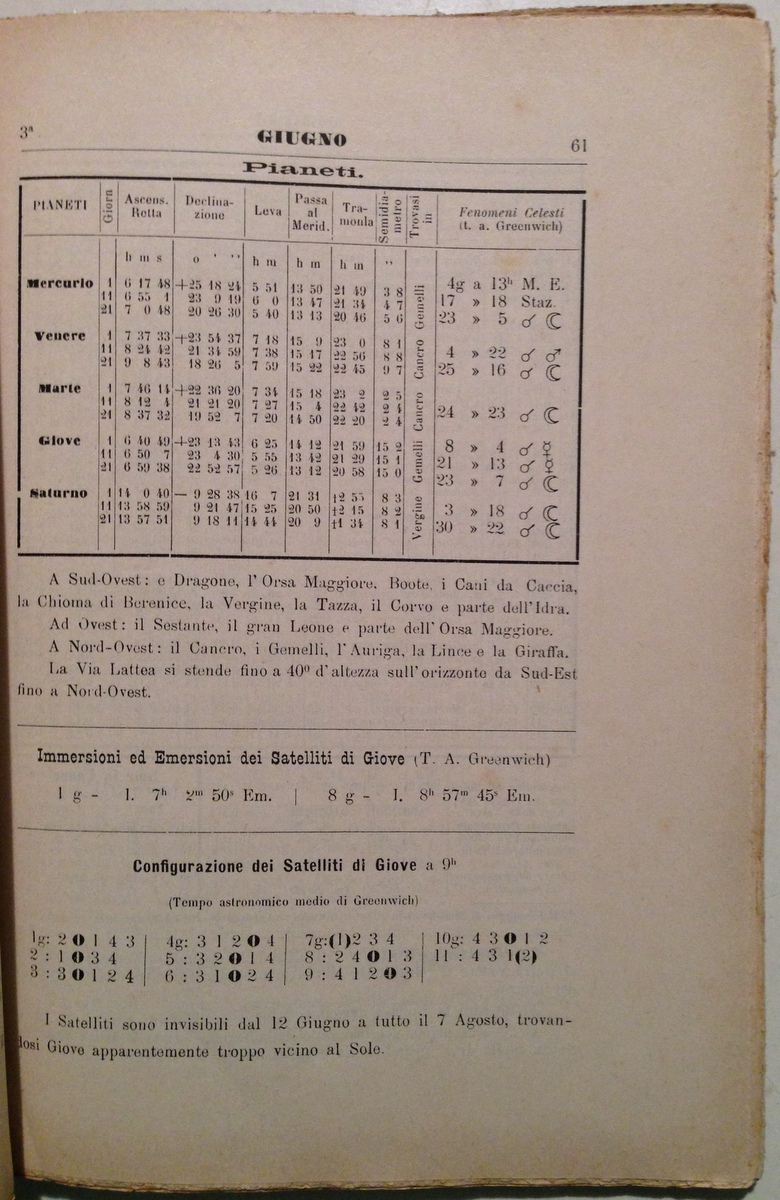 3ª GIUGNO 61
Pianeti.
PIANETI Giorn Ascens. Retta Declinazione Leva Passa al Merid. Tramonta Semidiametro Trovasi in Fenomeni Celesti (t. a. Greenwich)
h m s o ' '' h m h m h m ''
Mercurio 1 6 17 48 +25 18 24 5 51 13 50 21 49 3 8 Gemelli 4g a 13ʰ M. E.
11 6 55 1 23 9 19 6 0 13 47 21 34 4 7 17 » 18 Staz.
21 7 0 48 20 26 30 5 40 13 13 20 46 5 6 23 » 5 ☌ ☾
Venere 1 7 37 33 +23 54 37 7 18 15 9 23 0 8 1 Cancro
11 8 24 42 21 34 59 7 38 15 17 22 56 8 8 4 » 22 ☌ ♂
21 9 8 43 18 26 5 7 59 15 22 22 45 9 7 25 » 16 ☌ ☾
Marte 1 7 46 14 +22 36 20 7 34 15 18 23 2 2 5 Cancro
11 8 12 4 21 21 20 7 27 15 4 22 42 2 4 24 » 23 ☌ ☾
21 8 37 32 19 52 7 7 20 14 50 22 20 2 4
Giove 1 6 40 49 +23 13 43 6 25 14 12 21 59 15 2 Gemelli 8 » 4 ☌ ☿
11 6 50 7 23 4 30 5 55 13 42 21 29 15 1 21 » 13 ☌ ☿
21 6 59 38 22 52 57 5 26 13 12 20 58 15 0 23 » 7 ☌ ☾
Saturno 1 14 0 40 — 9 28 38 16 7 21 31 12 55 8 3 Vergine 3 » 18 ☌ ☾
11 13 58 59 9 21 47 15 25 20 50 12 15 8 2 30 » 22 ☌ ☾
21 13 57 51 9 18 11 14 44 20 9 11 34 8 1
A Sud-Ovest: e Dragone, l'Orsa Maggiore, Boote, i Cani da Caccia,
la Chioma di Berenice, la Vergine, la Tazza, il Corvo e parte dell'Idra.
Ad Ovest: il Sestante, il gran Leone e parte dell'Orsa Maggiore.
A Nord-Ovest: il Cancro, i Gemelli, l'Auriga, la Lince e la Giraffa.
La Via Lattea si stende fino a 40º d'altezza sull'orizzonte da Sud-Est
fino a Nord-Ovest.
Immersioni ed Emersioni dei Satelliti di Giove (T. A. Greenwich)
1 g - I. 7ʰ 2ᵐ 50ˢ Em. | 8 g - I. 8ʰ 57ᵐ 45ˢ Em.
Configurazione dei Satelliti di Giove a 9ʰ
(Tempo astronomico medio di Greenwich)
1g: 2 O 1 4 3 | 4g: 3 1 2 O 4 | 7g:(1)2 3 4 | 10g: 4 3 O 1 2
2 : 1 O 3 4 | 5 : 3 2 O 1 4 | 8 : 2 4 O 1 3 | 11 : 4 3 1(2)
3 : 3 O 1 2 4 | 6 : 3 1 O 2 4 | 9 : 4 1 2 O 3
I Satelliti sono invisibili dal 12 Giugno a tutto il 7 Agosto, trovan-
dosi Giove apparentemente troppo vicino al Sole.